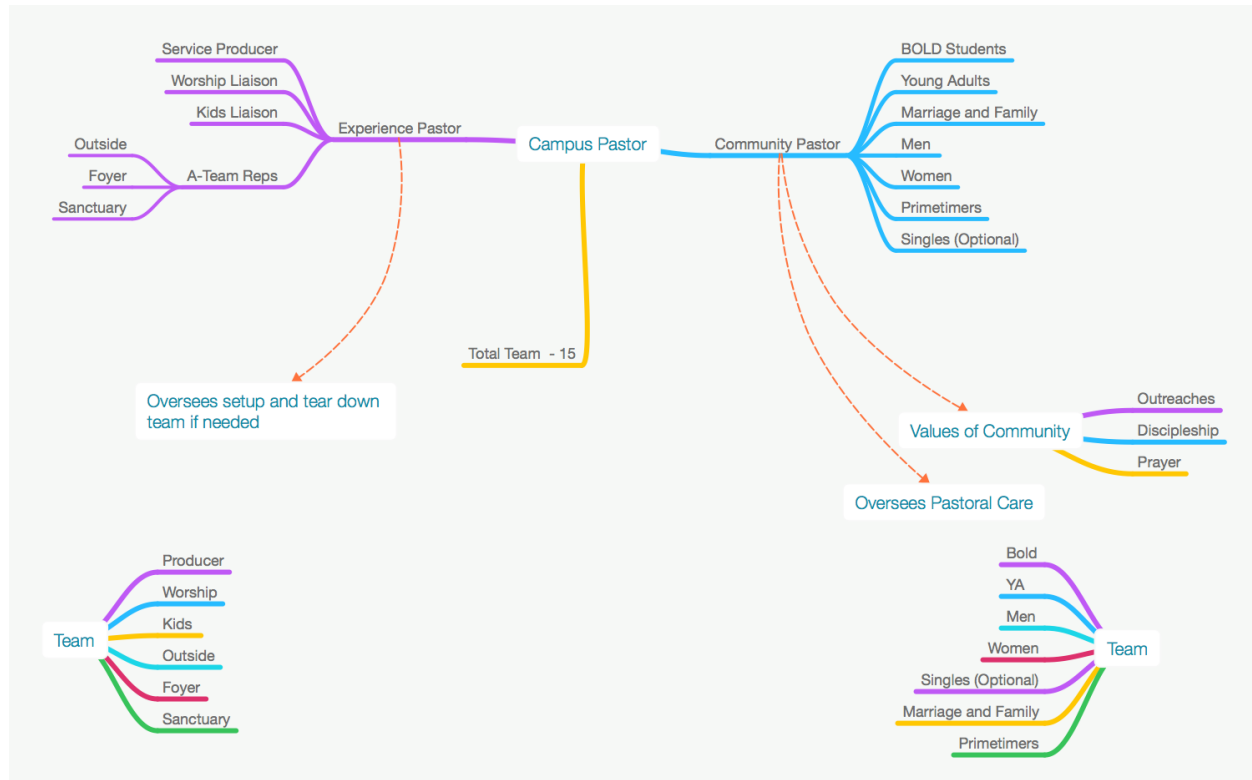 Service Producer
Worship Liaison
Kids Liaison
Experience Pastor
A-Team Reps
Outside
Foyer
Sanctuary
Campus Pastor
Community Pastor
BOLD Students
Young Adults
Marriage and Family
Men
Women
Primetimers
Singles (Optional)
Total Team - 15
Oversees setup and tear down
team if needed
Values of Community
Outreaches
Discipleship
Prayer
Oversees Pastoral Care
Team
Producer
Worship
Kids
Outside
Foyer
Sanctuary
Team
Bold
YA
Men
Women
Singles (Optional)
Marriage and Family
Primetimers